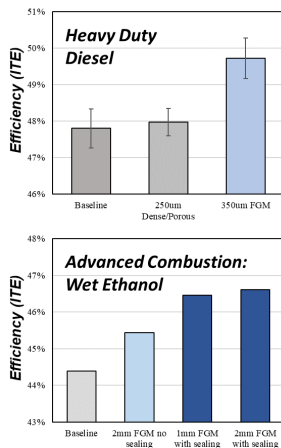 51%
Heavy Duty
Diesel
50%
49%
48%
47%
46%
Efficiency (ITE)
Baseline
250um
Dense/Porous
350um FGM
48%
Advanced Combustion:
Wet Ethanol
47%
46%
45%
44%
43%
Efficiency (ITE)
Baseline
2mm FGM no
sealing
1mm FGM
with sealing
2mm FGM
with sealing